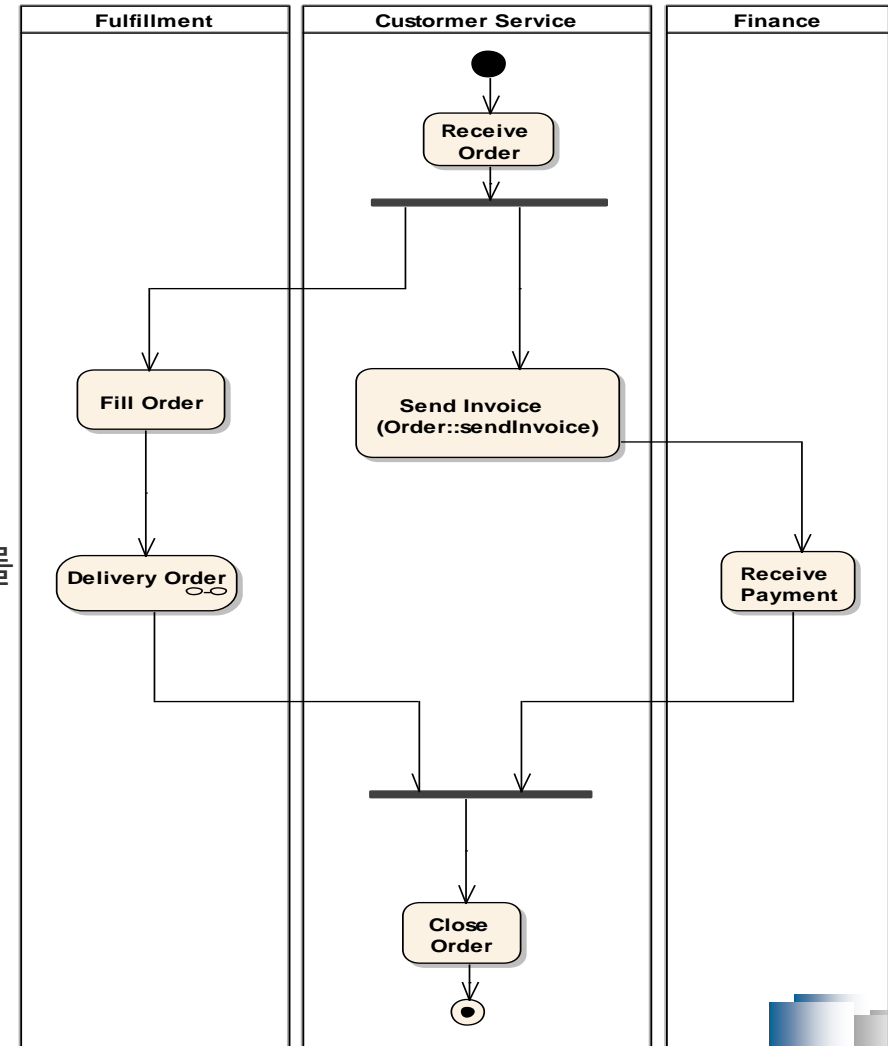 Fulfillment
Custormer Service
Finance
Receive
Order
Fill Order
Send Invoice
(Order::sendInvoice)
Delivery Order
Receive
Payment
Close
Order